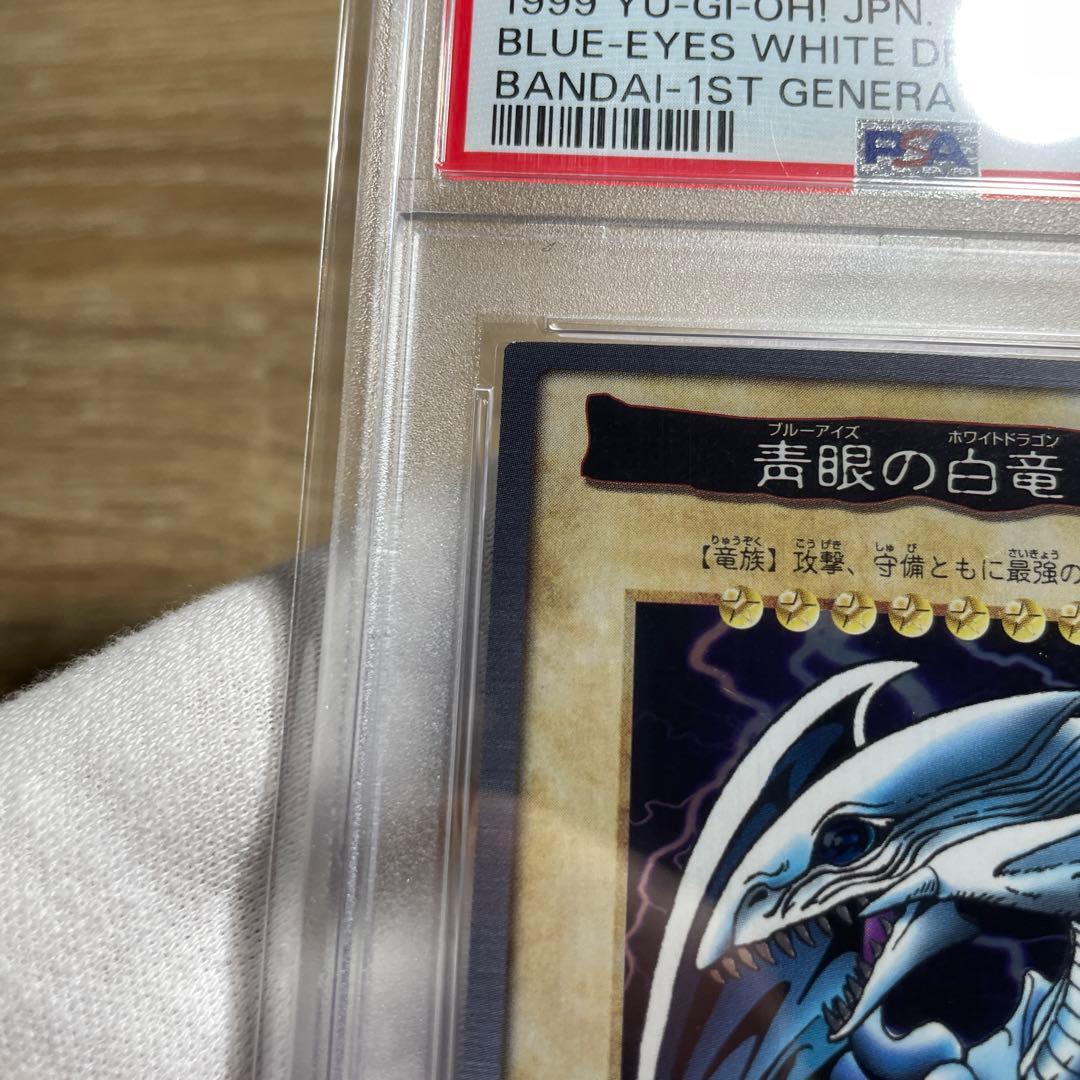 1999 YU-GI-OH! JPN.
BLUE-EYES WHITE
BANDAI-1ST GENERA
PSA
ブルーアイズ ホワイトドラゴン
青眼の白竜
りゅうぞく こうげき しゅび さいきょう
【竜族】攻撃、守備ともに最強の